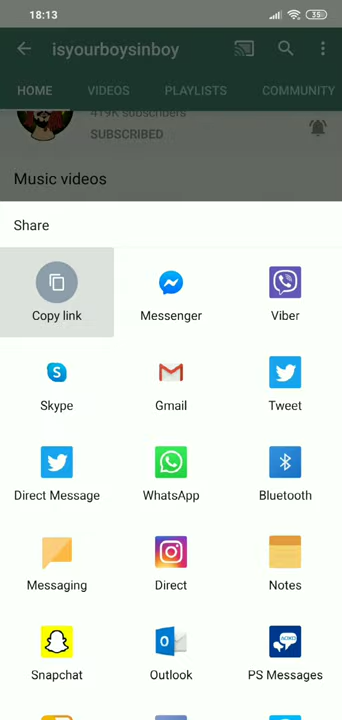 18:13
35
isyourboysinboy
HOME VIDEOS PLAYLISTS COMMUNITY
419K subscribers
SUBSCRIBED
Music videos
Share
Copy link Messenger Viber
Skype Gmail Tweet
Direct Message WhatsApp Bluetooth
Messaging Direct Notes
Snapchat Outlook PS Messages